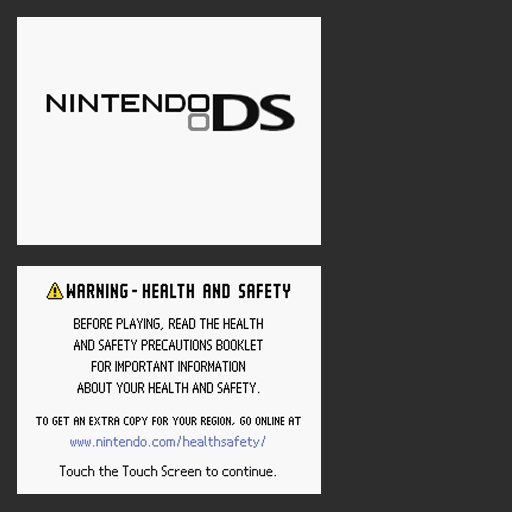 NINTENDO DS
WARNING - HEALTH AND SAFETY
BEFORE PLAYING, READ THE HEALTH
AND SAFETY PRECAUTIONS BOOKLET
FOR IMPORTANT INFORMATION
ABOUT YOUR HEALTH AND SAFETY.
TO GET AN EXTRA COPY FOR YOUR REGION, GO ONLINE AT
www.nintendo.com/healthsafety/
Touch the Touch Screen to continue.